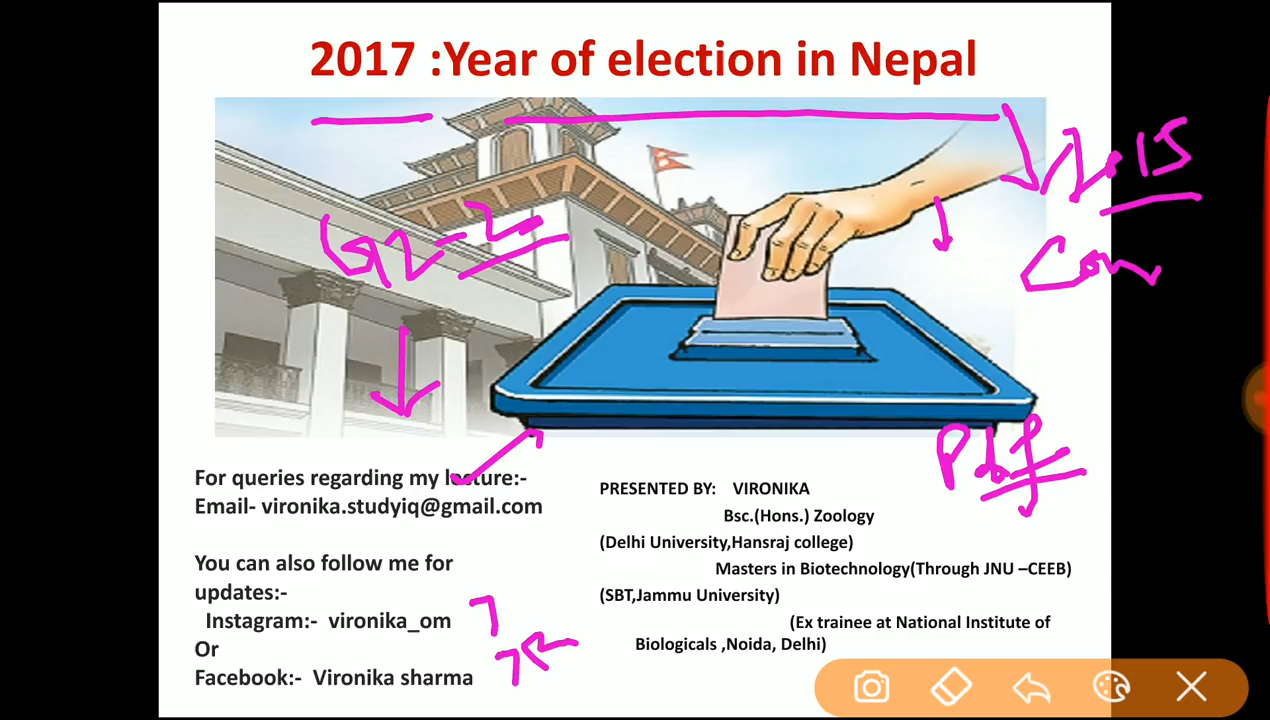 2017 :Year of election in Nepal
2015
Con
Pdf
For queries regarding my lecture:-
Email- vironika.studyiq@gmail.com
You can also follow me for
updates:-
Instagram:- vironika_om
Or
Facebook:- Vironika sharma
PRESENTED BY: VIRONIKA
Bsc.(Hons.) Zoology
(Delhi University,Hansraj college)
Masters in Biotechnology(Through JNU –CEEB)
(SBT,Jammu University)
(Ex trainee at National Institute of
Biologicals ,Noida, Delhi)